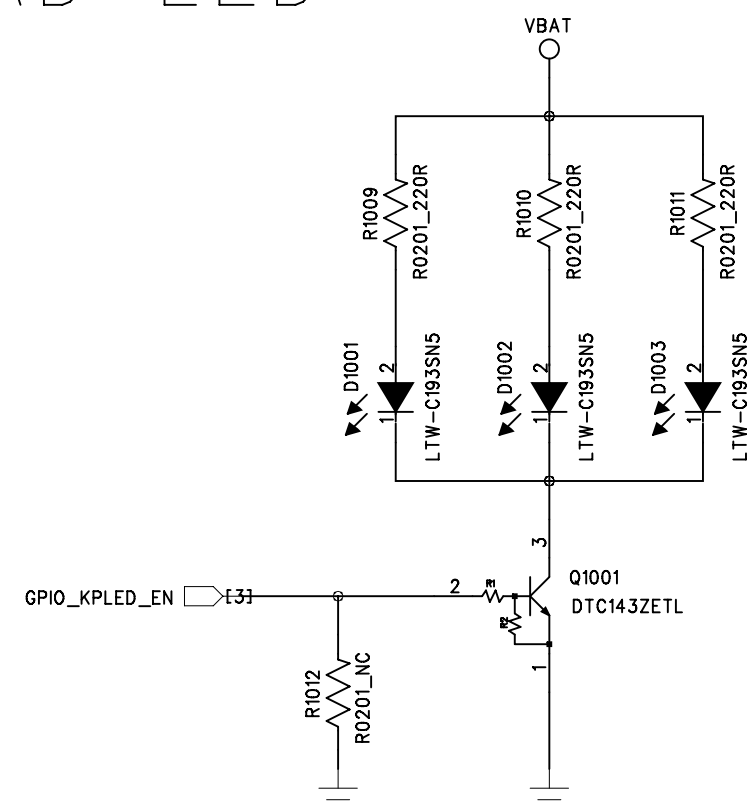 VBAT
R1009
R0201_220R
R1010
R0201_220R
R1011
R0201_220R
D1001
2
1
LTW-C193SN5
D1002
2
1
LTW-C193SN5
D1003
2
1
LTW-C193SN5
3
Q1001
DTC143ZETL
GPIO_KPLED_EN
[3]
2
R1
R2
1
R1012
R0201_NC